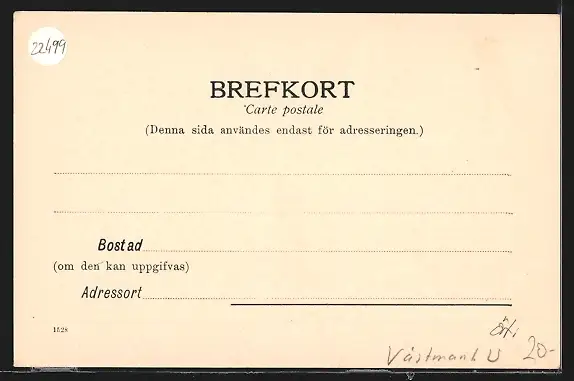 22499
BREFKORT
Carte postale
(Denna sida användes endast för adresseringen.)
Bostad
(om den kan uppgifvas)
Adressort
1528
Västmanl U 20-